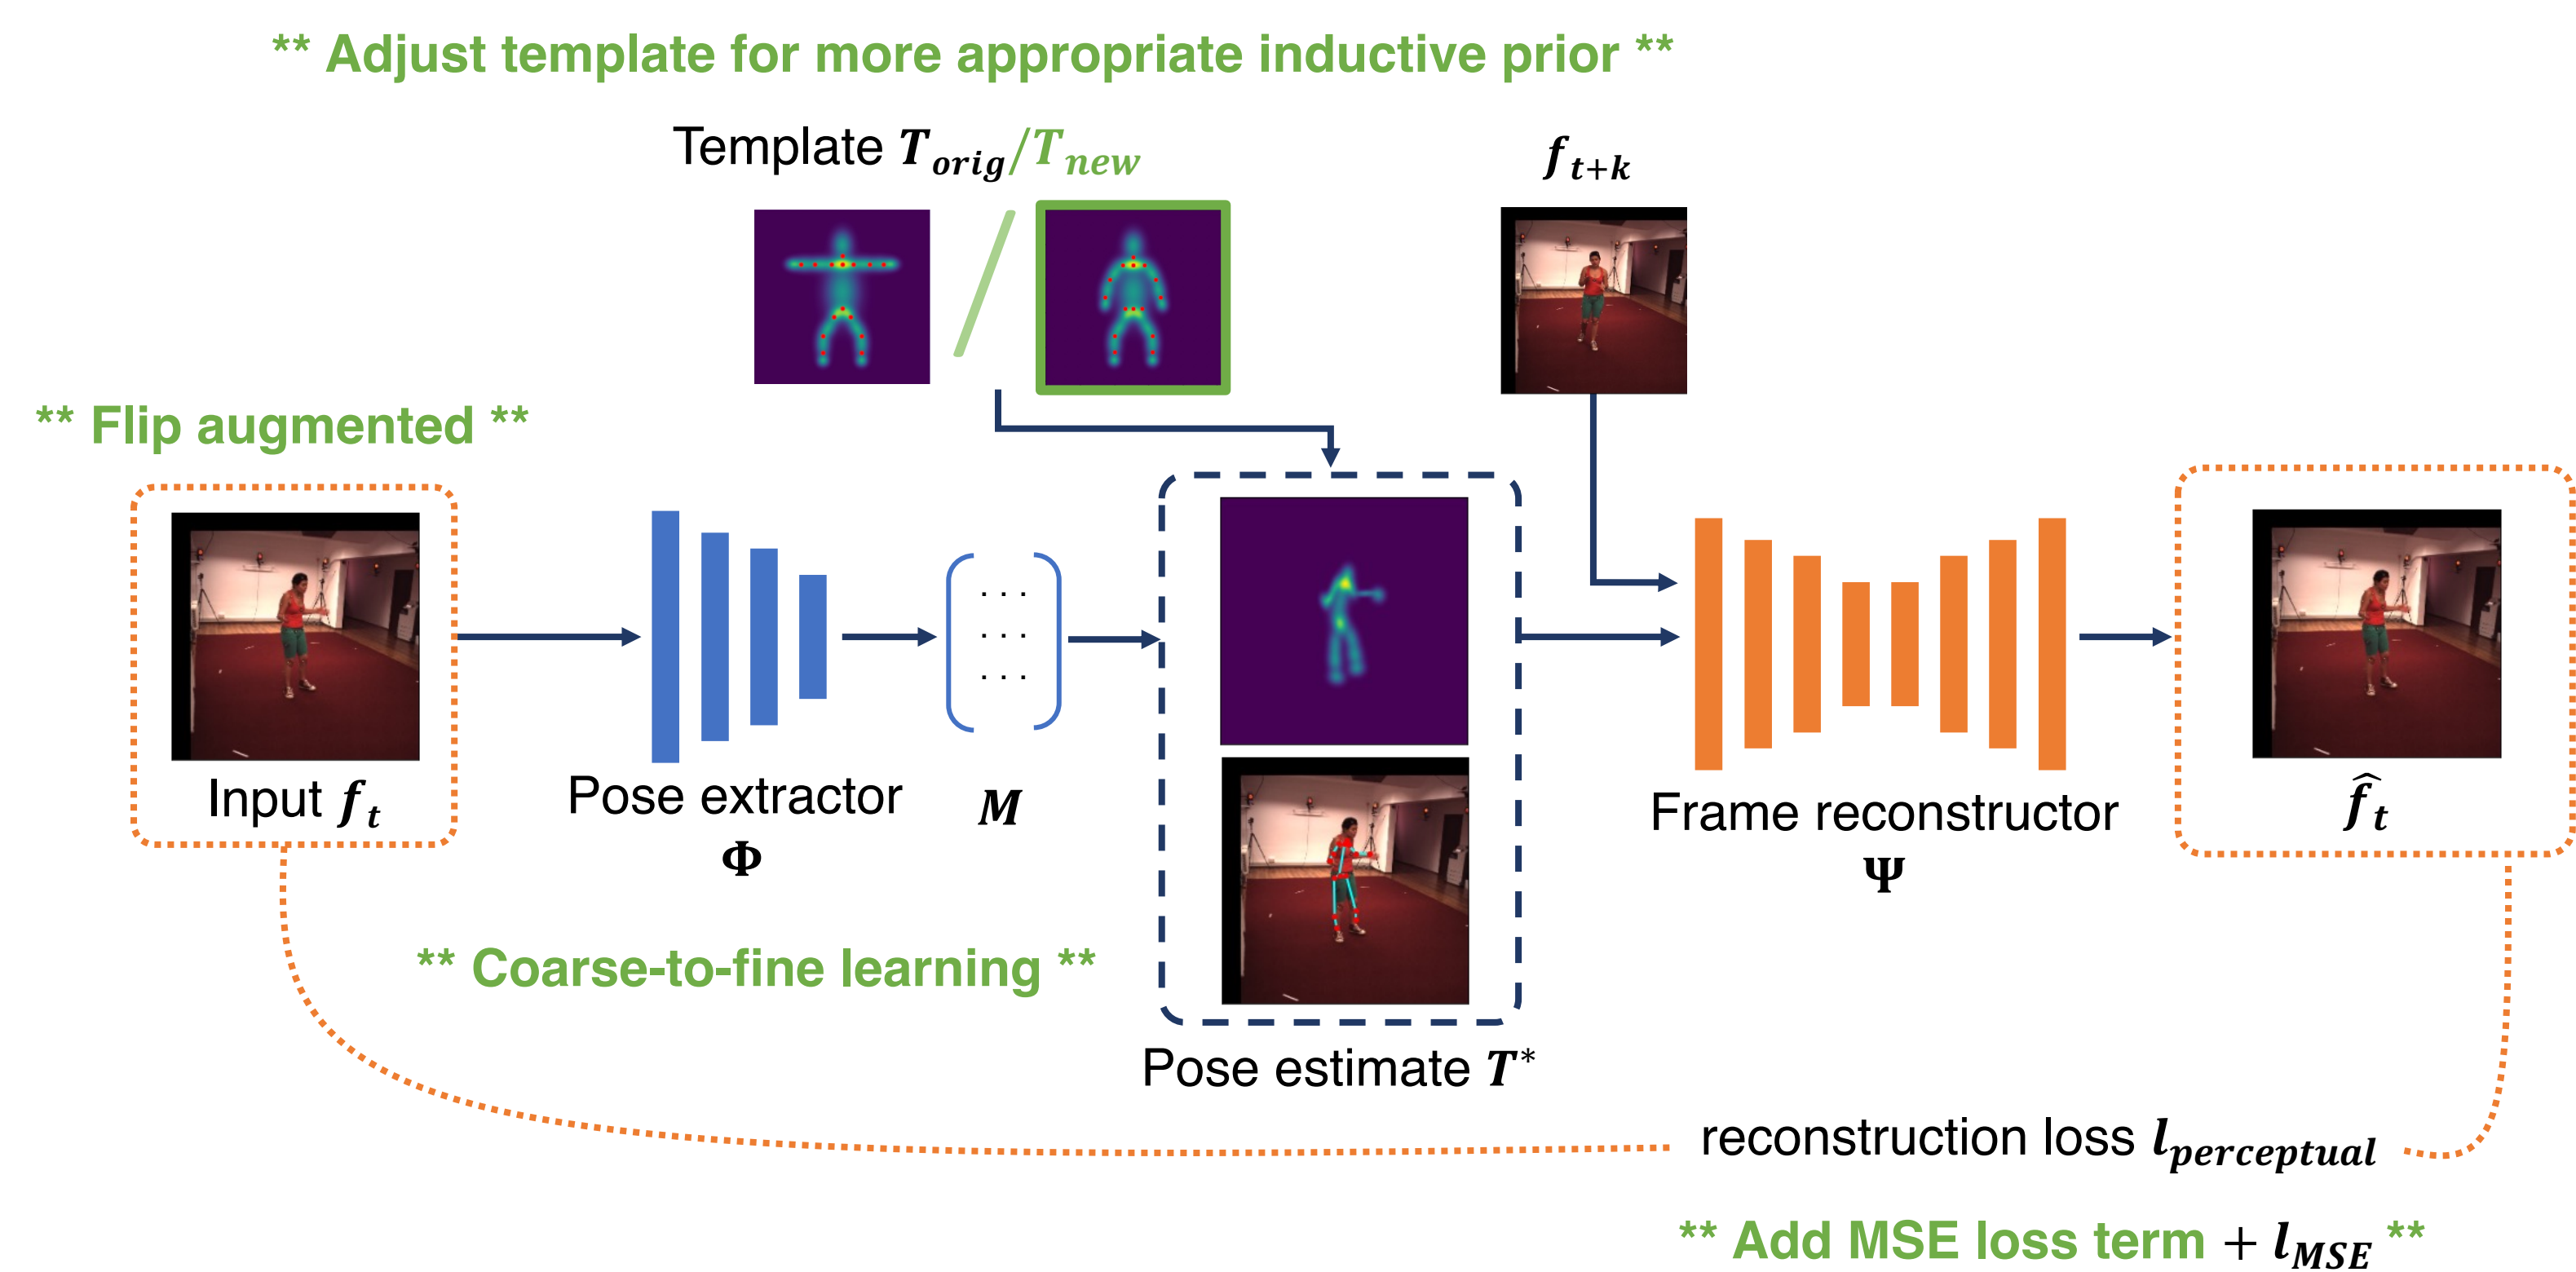 ** Adjust template for more appropriate inductive prior **
Template T_orig/T_new
f_{t+k}
** Flip augmented **
Input f_t
Pose extractor
Φ
. . .
. . .
. . .
M
Frame reconstructor
Ψ
f̂_t
** Coarse-to-fine learning **
Pose estimate T*
reconstruction loss l_perceptual
** Add MSE loss term + l_MSE **